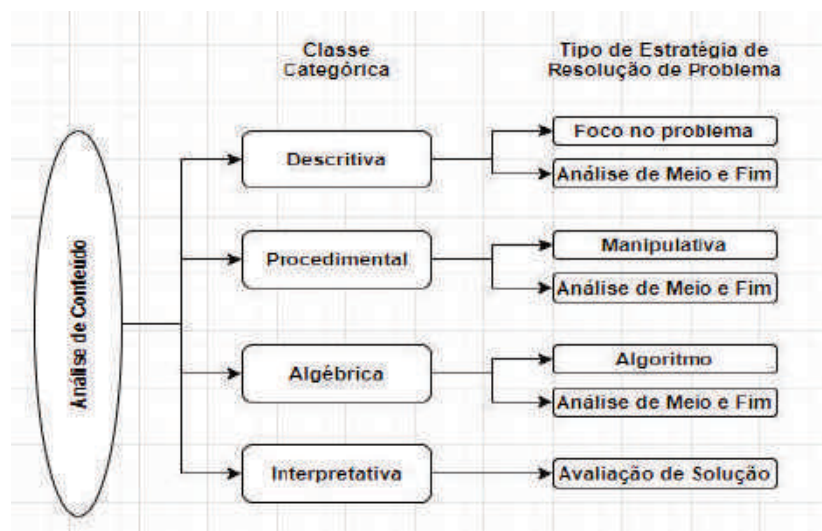 Classe
Categórica
Tipo de Estratégia de
Resolução de Problema
Análise de Conteúdo
Descritiva
Foco no problema
Análise de Meio e Fim
Procedimental
Manipulativa
Análise de Meio e Fim
Algébrica
Algoritmo
Análise de Meio e Fim
Interpretativa
Avaliação de Solução